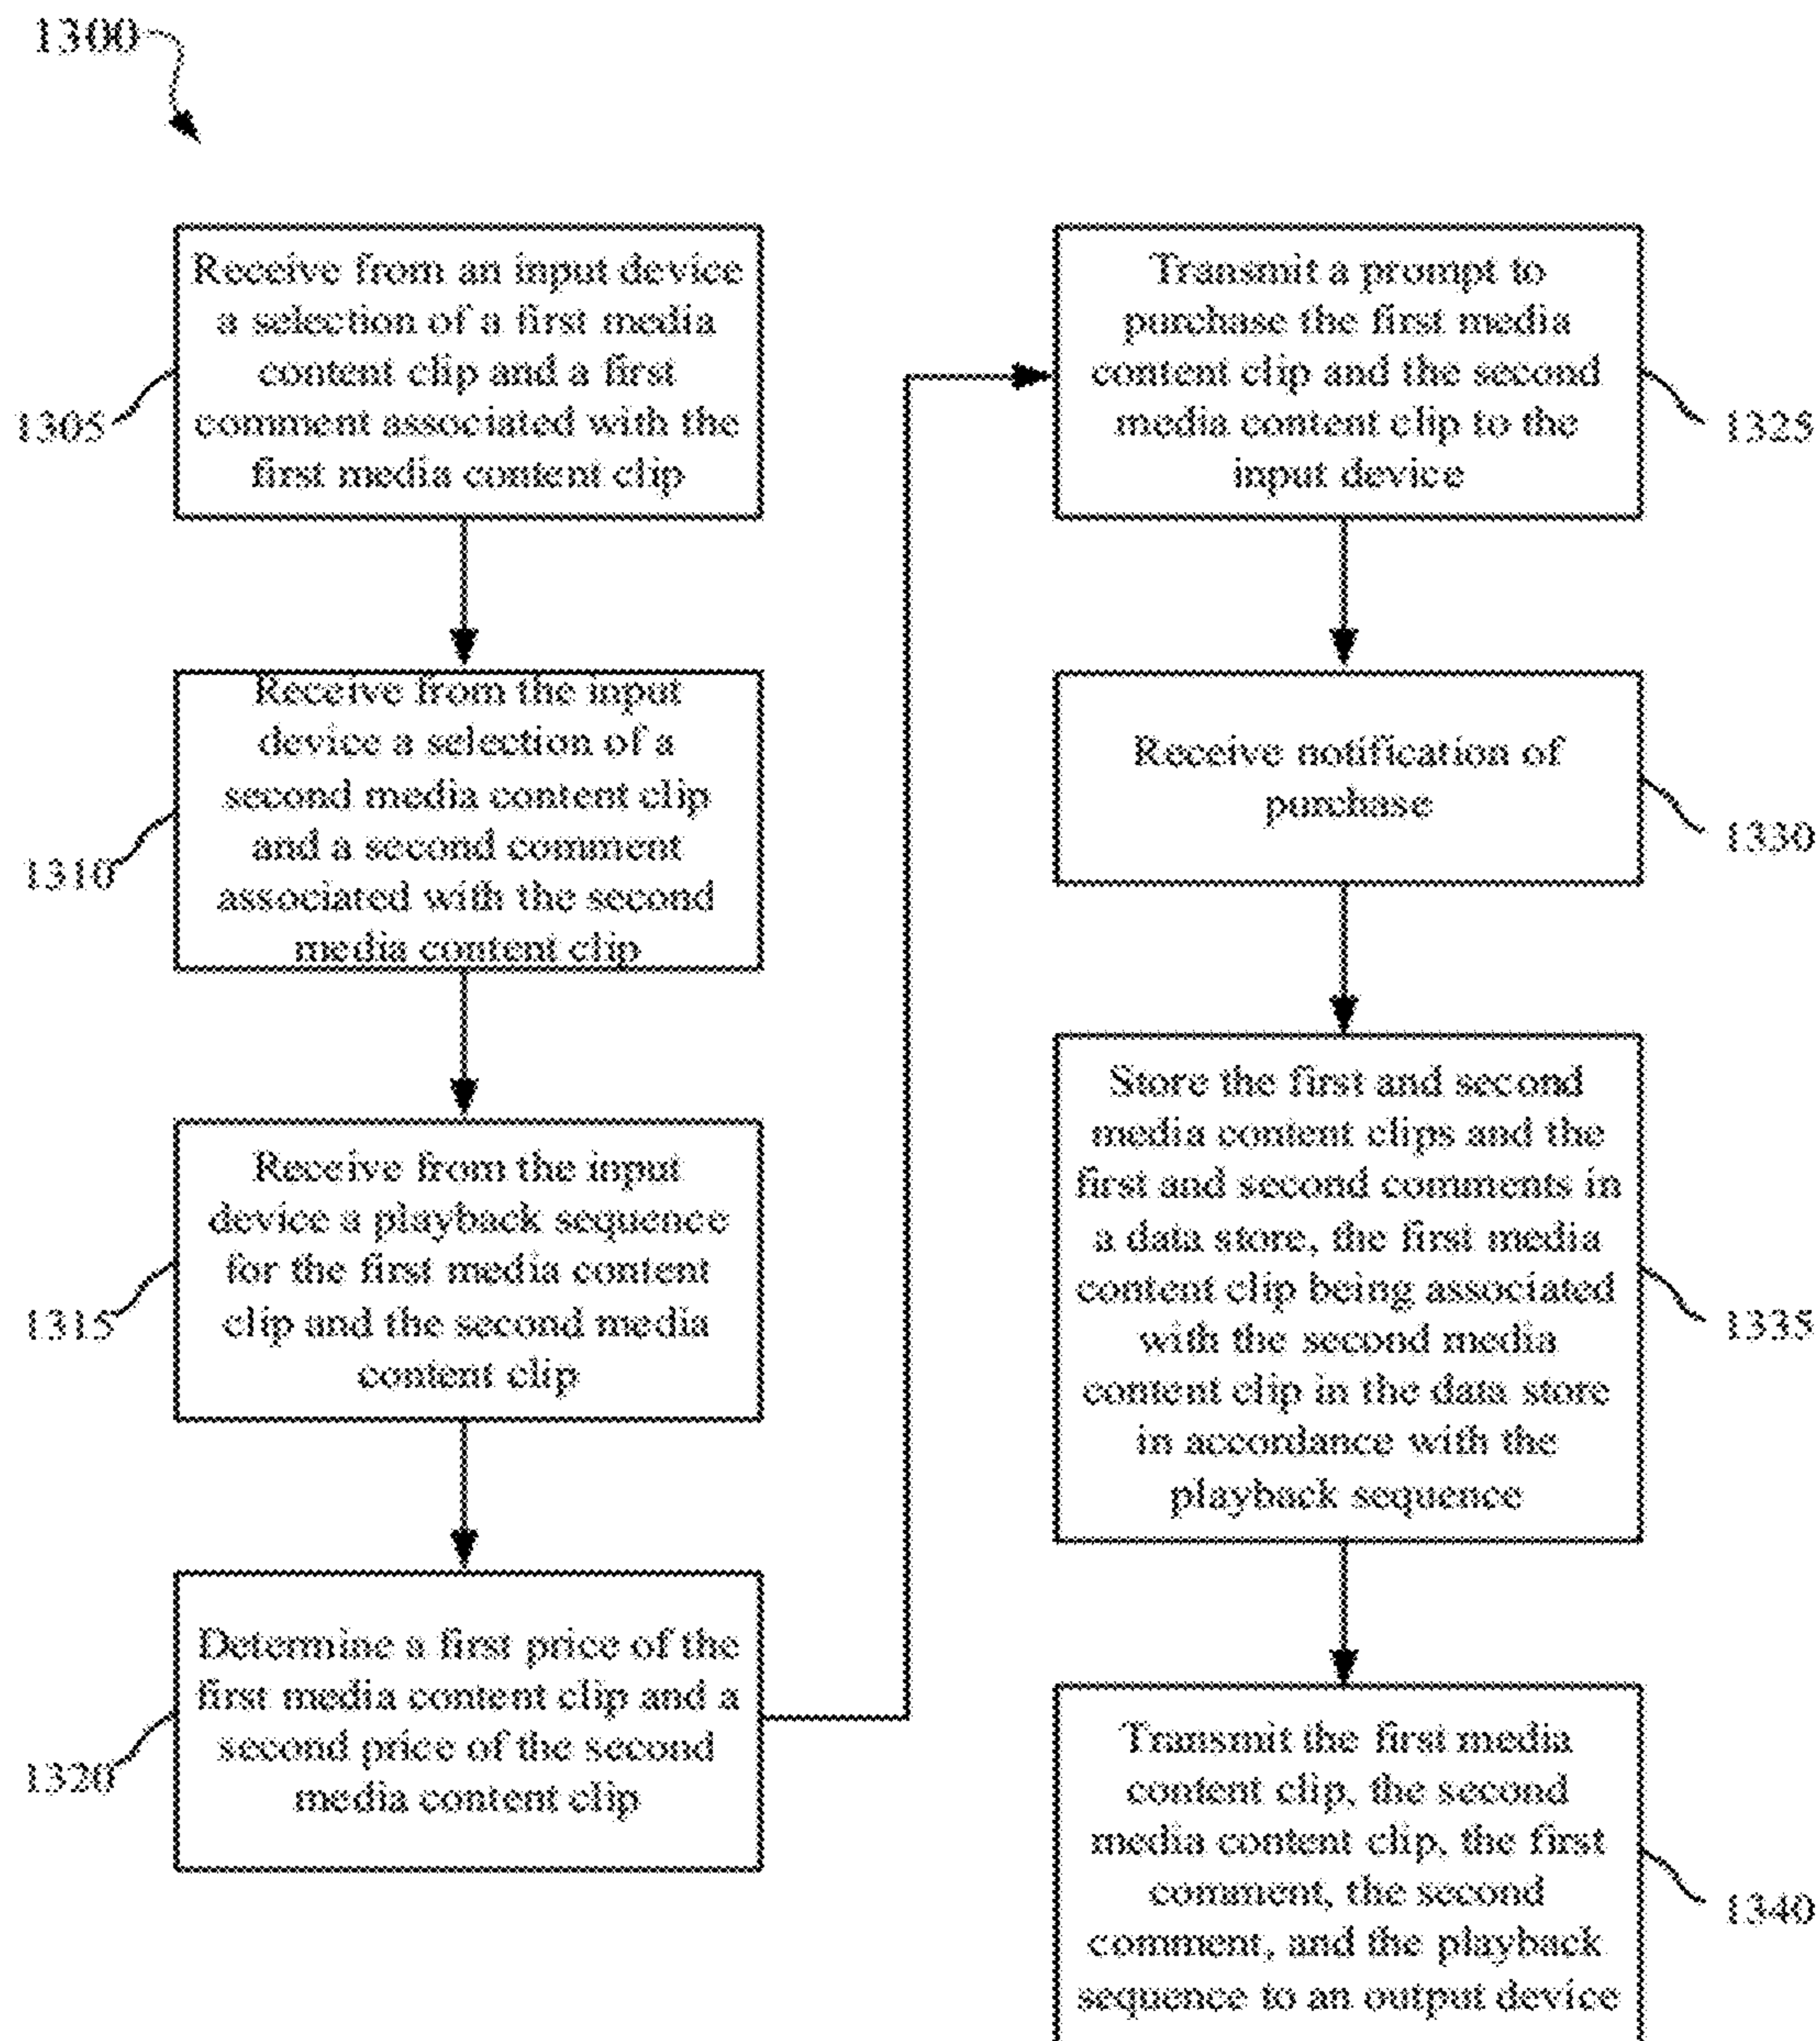 1300
Receive from an input device
a selection of a first media
content clip and a first
comment associated with the
first media content clip
1305
Receive from the input
device a selection of a
second media content clip
and a second comment
associated with the second
media content clip
1310
Receive from the input
device a playback sequence
for the first media content
clip and the second media
content clip
1315
Determine a first price of the
first media content clip and a
second price of the second
media content clip
1320
Transmit a prompt to
purchase the first media
content clip and the second
media content clip to the
input device
1325
Receive notification of
purchase
1330
Store the first and second
media content clips and the
first and second comments in
a data store, the first media
content clip being associated
with the second media
content clip in the data store
in accordance with the
playback sequence
1335
Transmit the first media
content clip, the second
media content clip, the first
comment, the second
comment, and the playback
sequence to an output device
1340